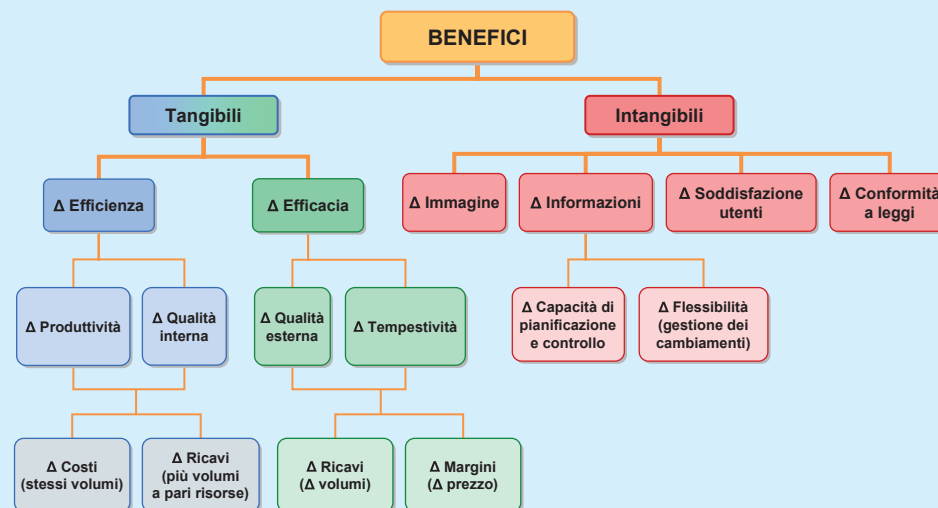 BENEFICI
Tangibili
Intangibili
Δ Efficienza
Δ Efficacia
Δ Immagine
Δ Informazioni
Δ Soddisfazione
utenti
Δ Conformità
a leggi
Δ Produttività
Δ Qualità
interna
Δ Qualità
esterna
Δ Tempestività
Δ Capacità di
pianificazione
e controllo
Δ Flessibilità
(gestione dei
cambiamenti)
Δ Costi
(stessi volumi)
Δ Ricavi
(più volumi
a pari risorse)
Δ Ricavi
(Δ volumi)
Δ Margini
(Δ prezzo)